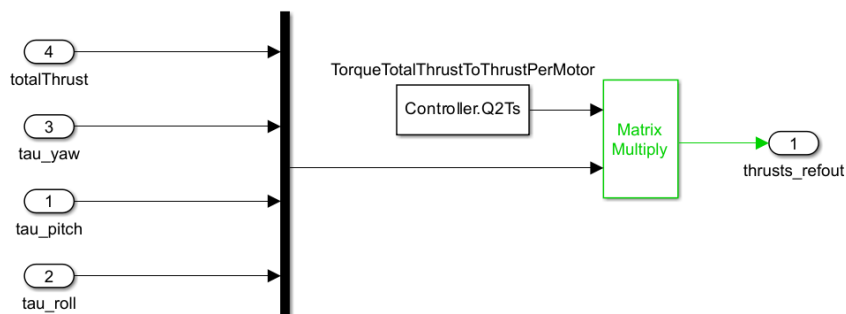 4
totalThrust
3
tau_yaw
1
tau_pitch
2
tau_roll
TorqueTotalThrustToThrustPerMotor
Controller.Q2Ts
Matrix
Multiply
1
thrusts_refout